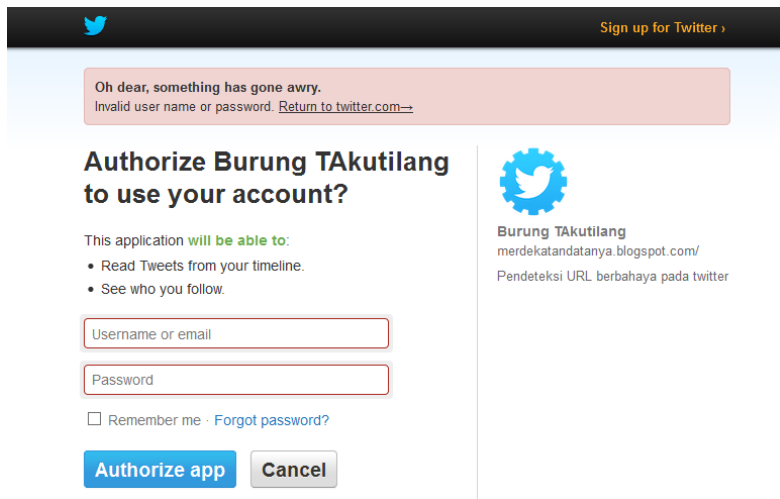 Sign up for Twitter ›
Oh dear, something has gone awry.
Invalid user name or password. Return to twitter.com→
Authorize Burung TAkutilang
to use your account?
This application will be able to:
• Read Tweets from your timeline.
• See who you follow.
Username or email
Password
Remember me · Forgot password?
Authorize app Cancel
Burung TAkutilang
merdekatandatanya.blogspot.com/
Pendeteksi URL berbahaya pada twitter